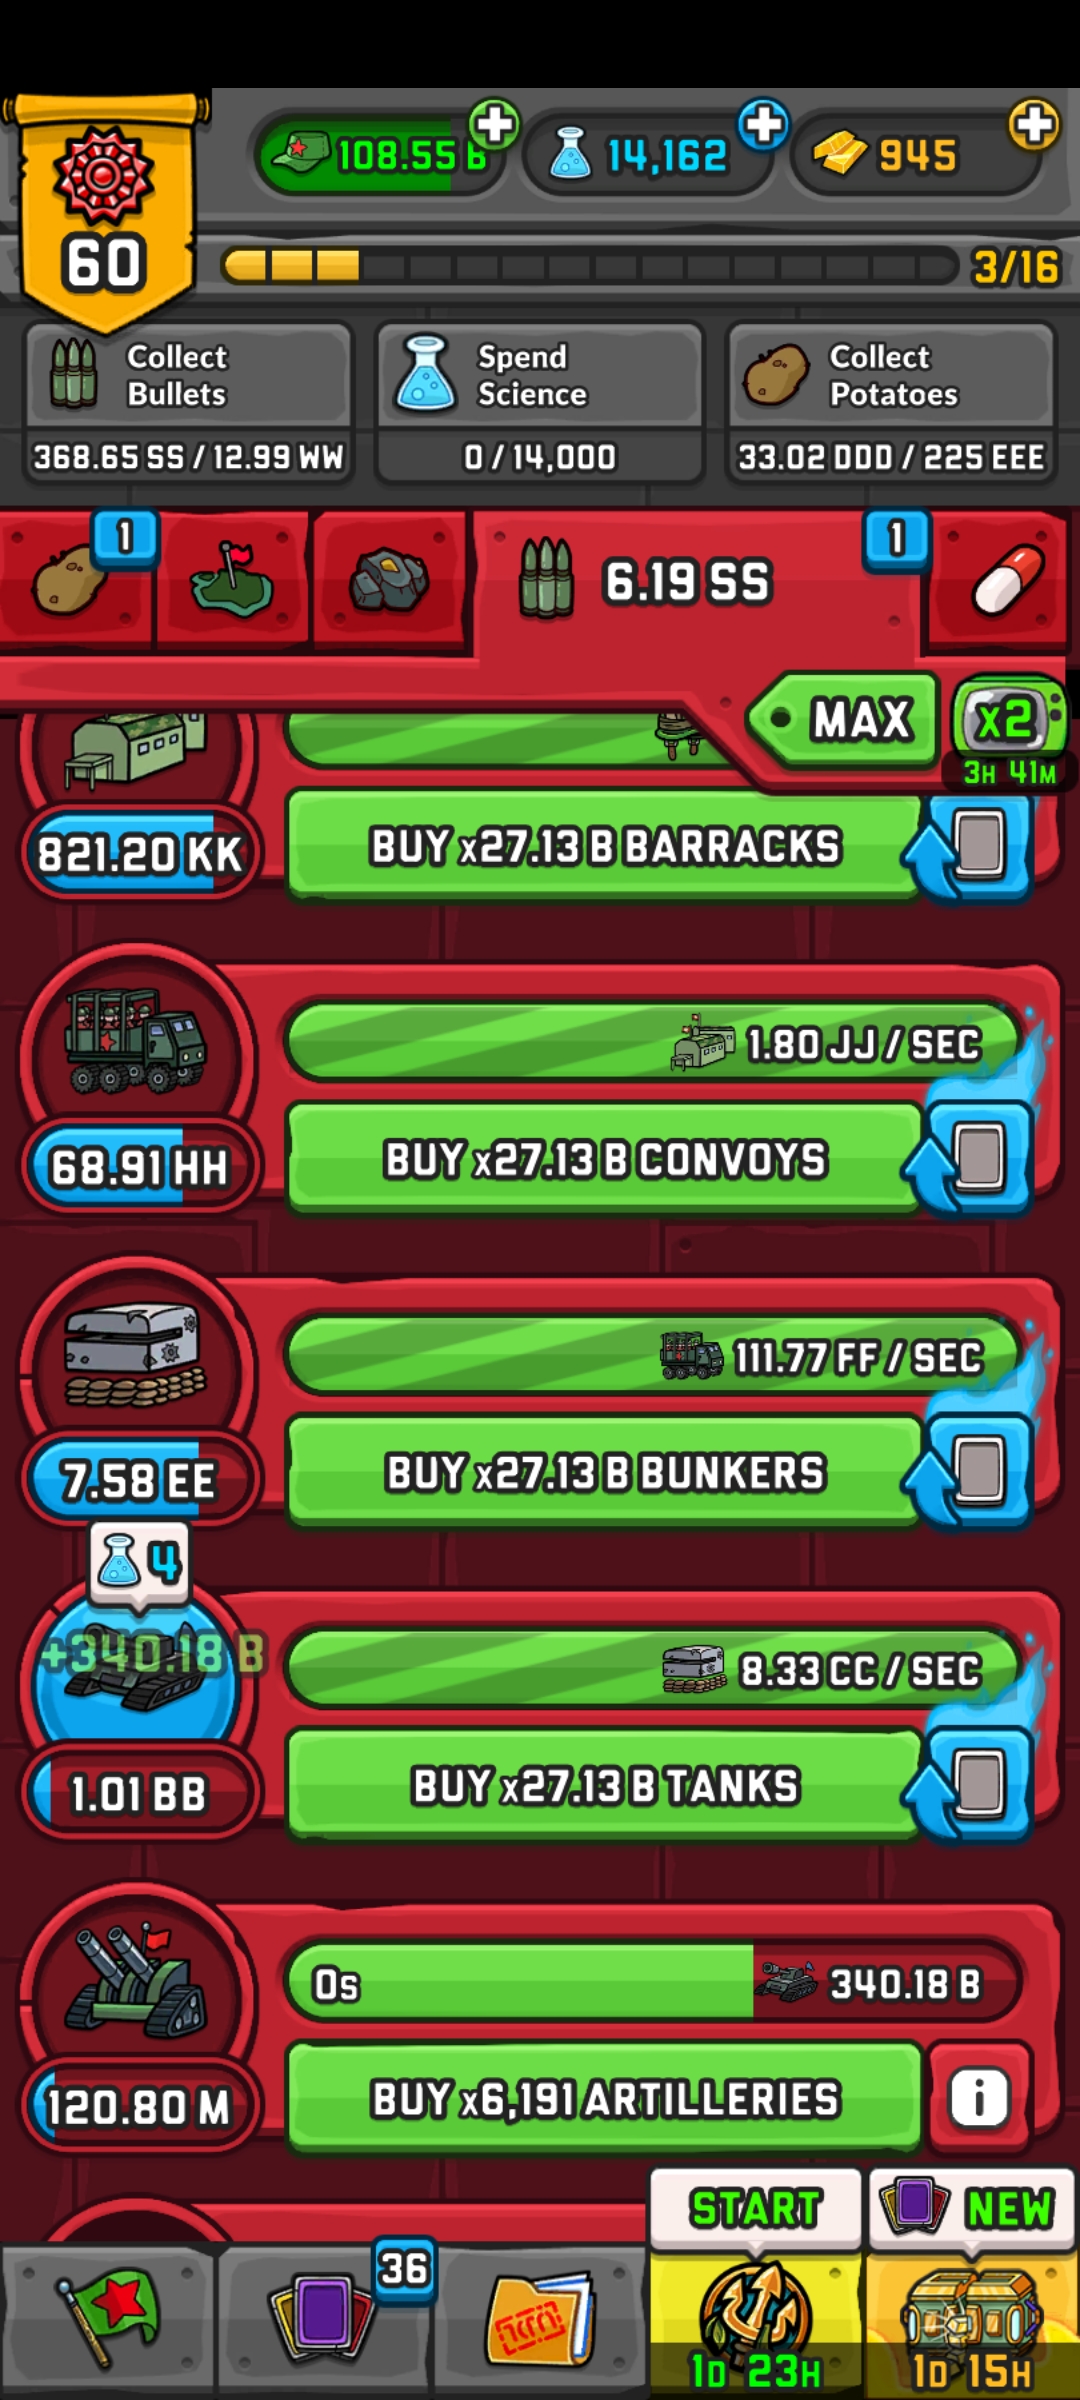 60
108.55 B
14,162
945
3/16
Collect
Bullets
368.65 SS / 12.99 WW
Spend
Science
0 / 14,000
Collect
Potatoes
33.02 DDD / 225 EEE
1
6.19 SS
1
MAX
x2
3H 41M
821.20 KK
BUY x27.13 B BARRACKS
1.80 JJ / SEC
68.91 HH
BUY x27.13 B CONVOYS
111.77 FF / SEC
7.58 EE
BUY x27.13 B BUNKERS
4
+340.18 B
8.33 CC / SEC
1.01 BB
BUY x27.13 B TANKS
0s
340.18 B
120.80 M
BUY x6,191 ARTILLERIES
i
START
NEW
36
1D 23H
1D 15H